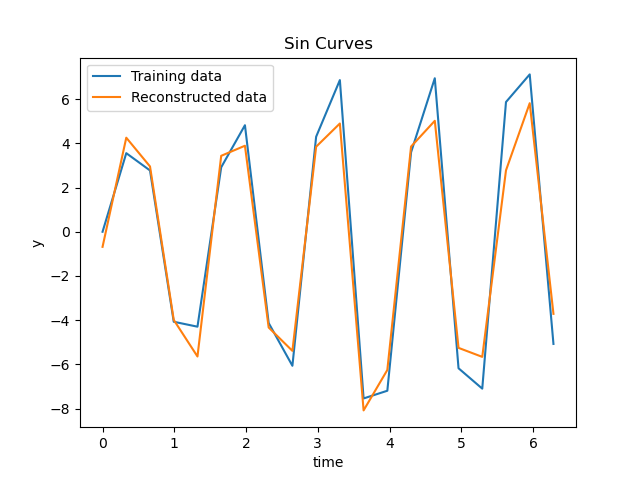 Sin Curves
Training data
Reconstructed data
6
4
2
0
−2
−4
−6
−8
y
0 1 2 3 4 5 6
time